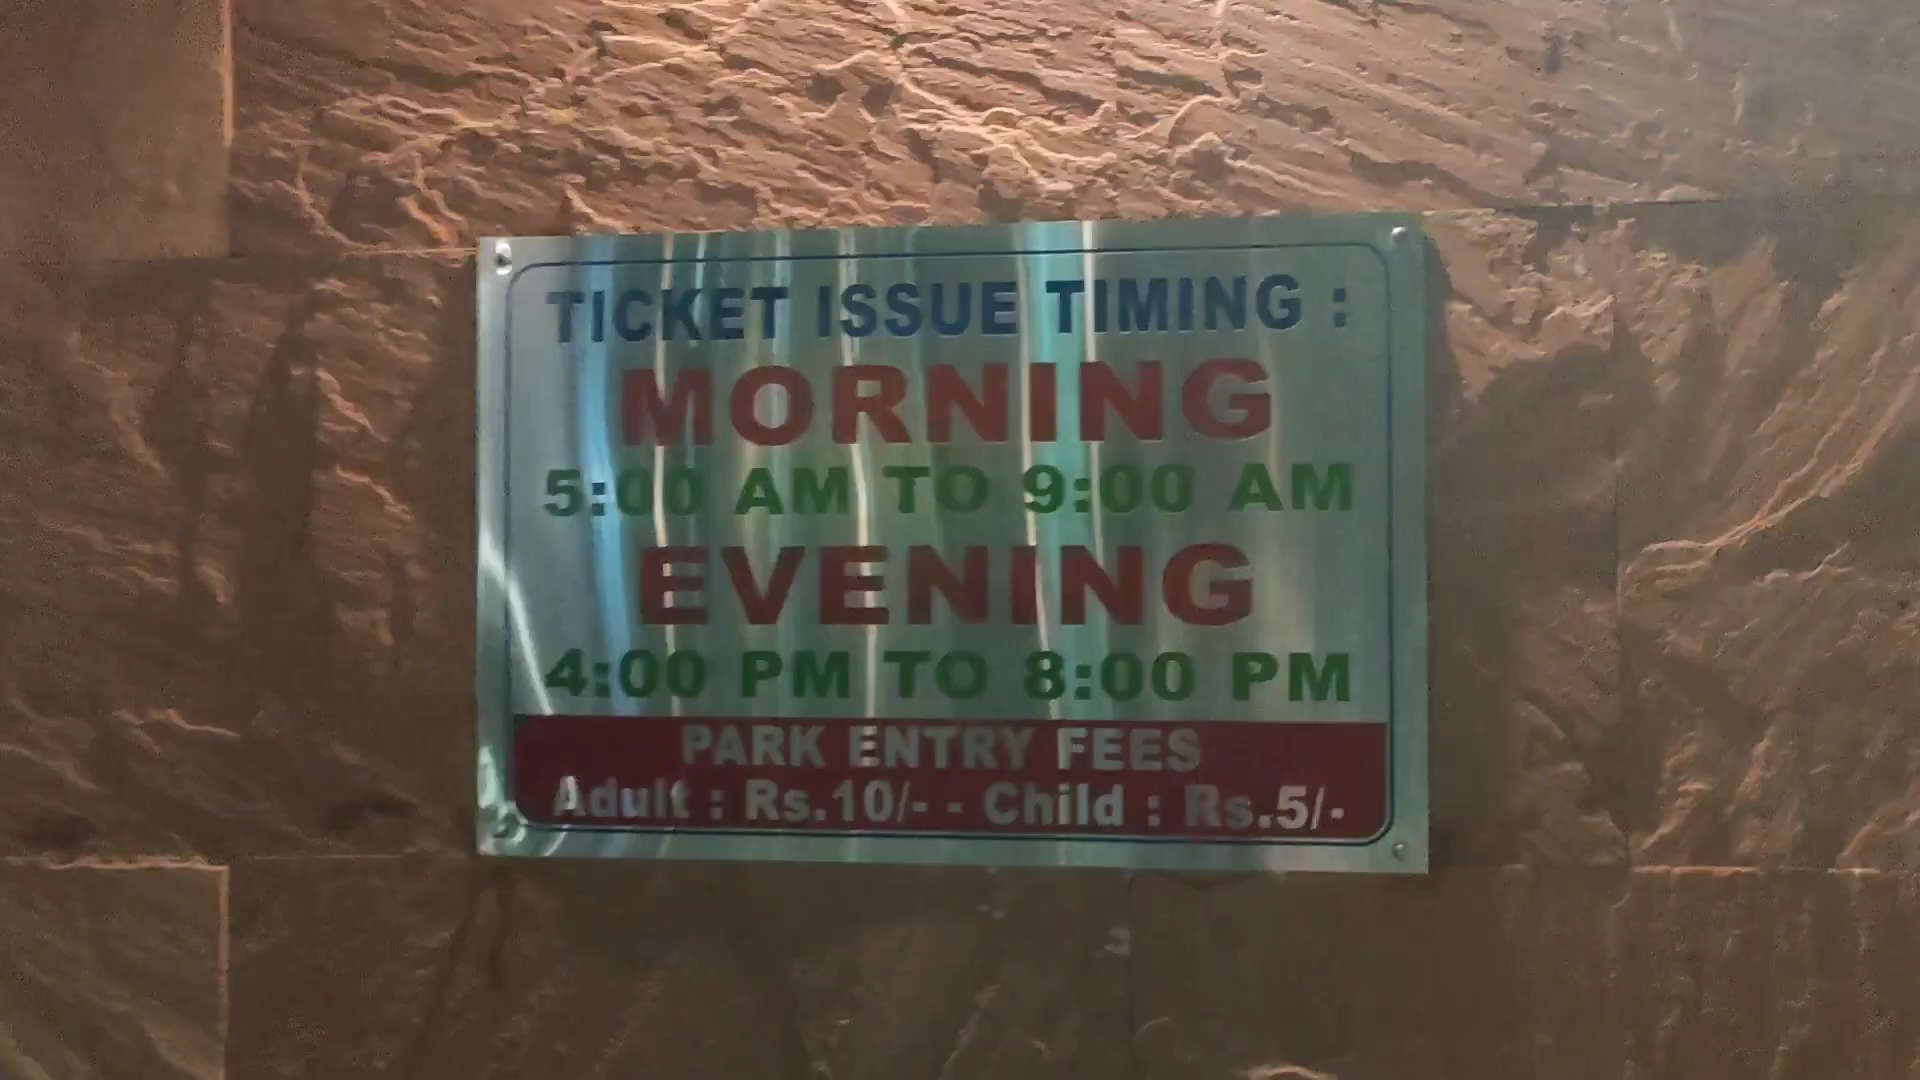 TICKET ISSUE TIMING :
MORNING
5:00 AM TO 9:00 AM
EVENING
4:00 PM TO 8:00 PM
PARK ENTRY FEES
Adult : Rs.10/- - Child : Rs.5/-